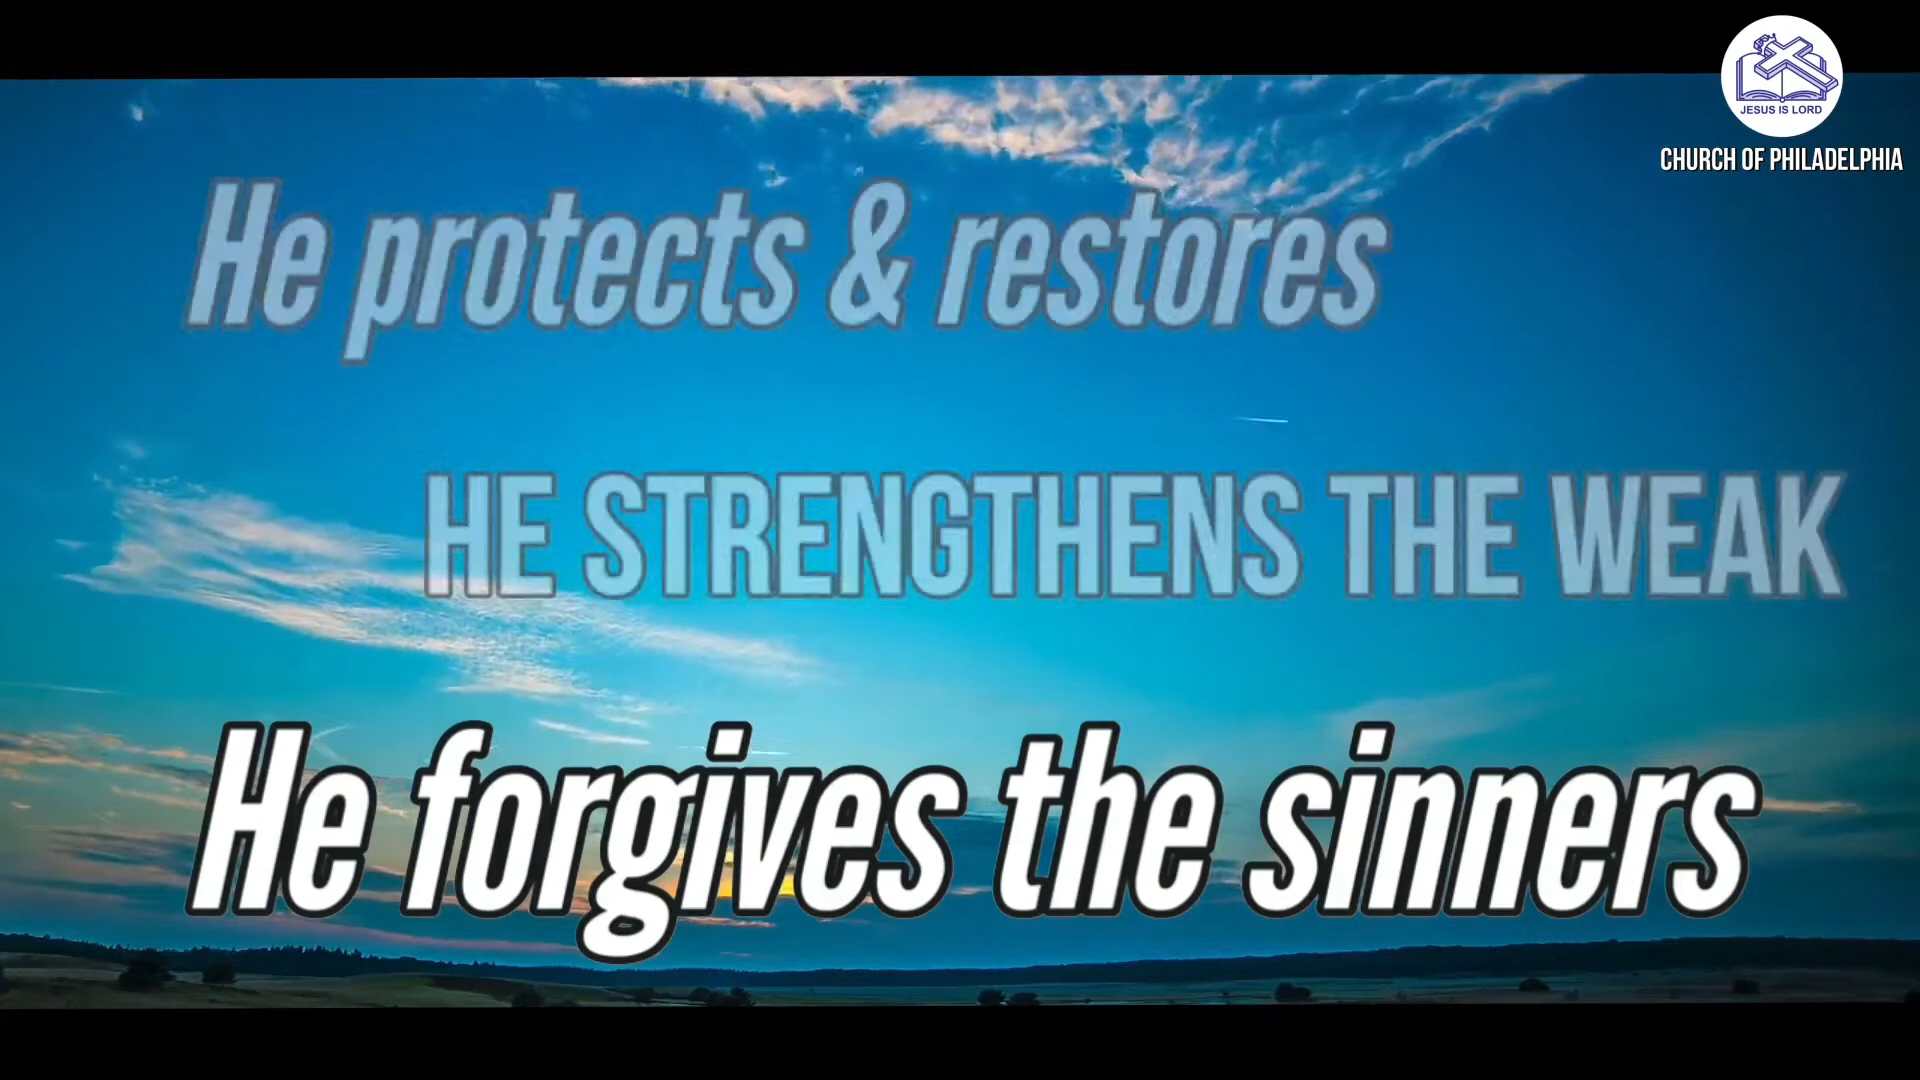 JESUS IS LORD
CHURCH OF PHILADELPHIA
He protects & restores
HE STRENGTHENS THE WEAK
He forgives the sinners